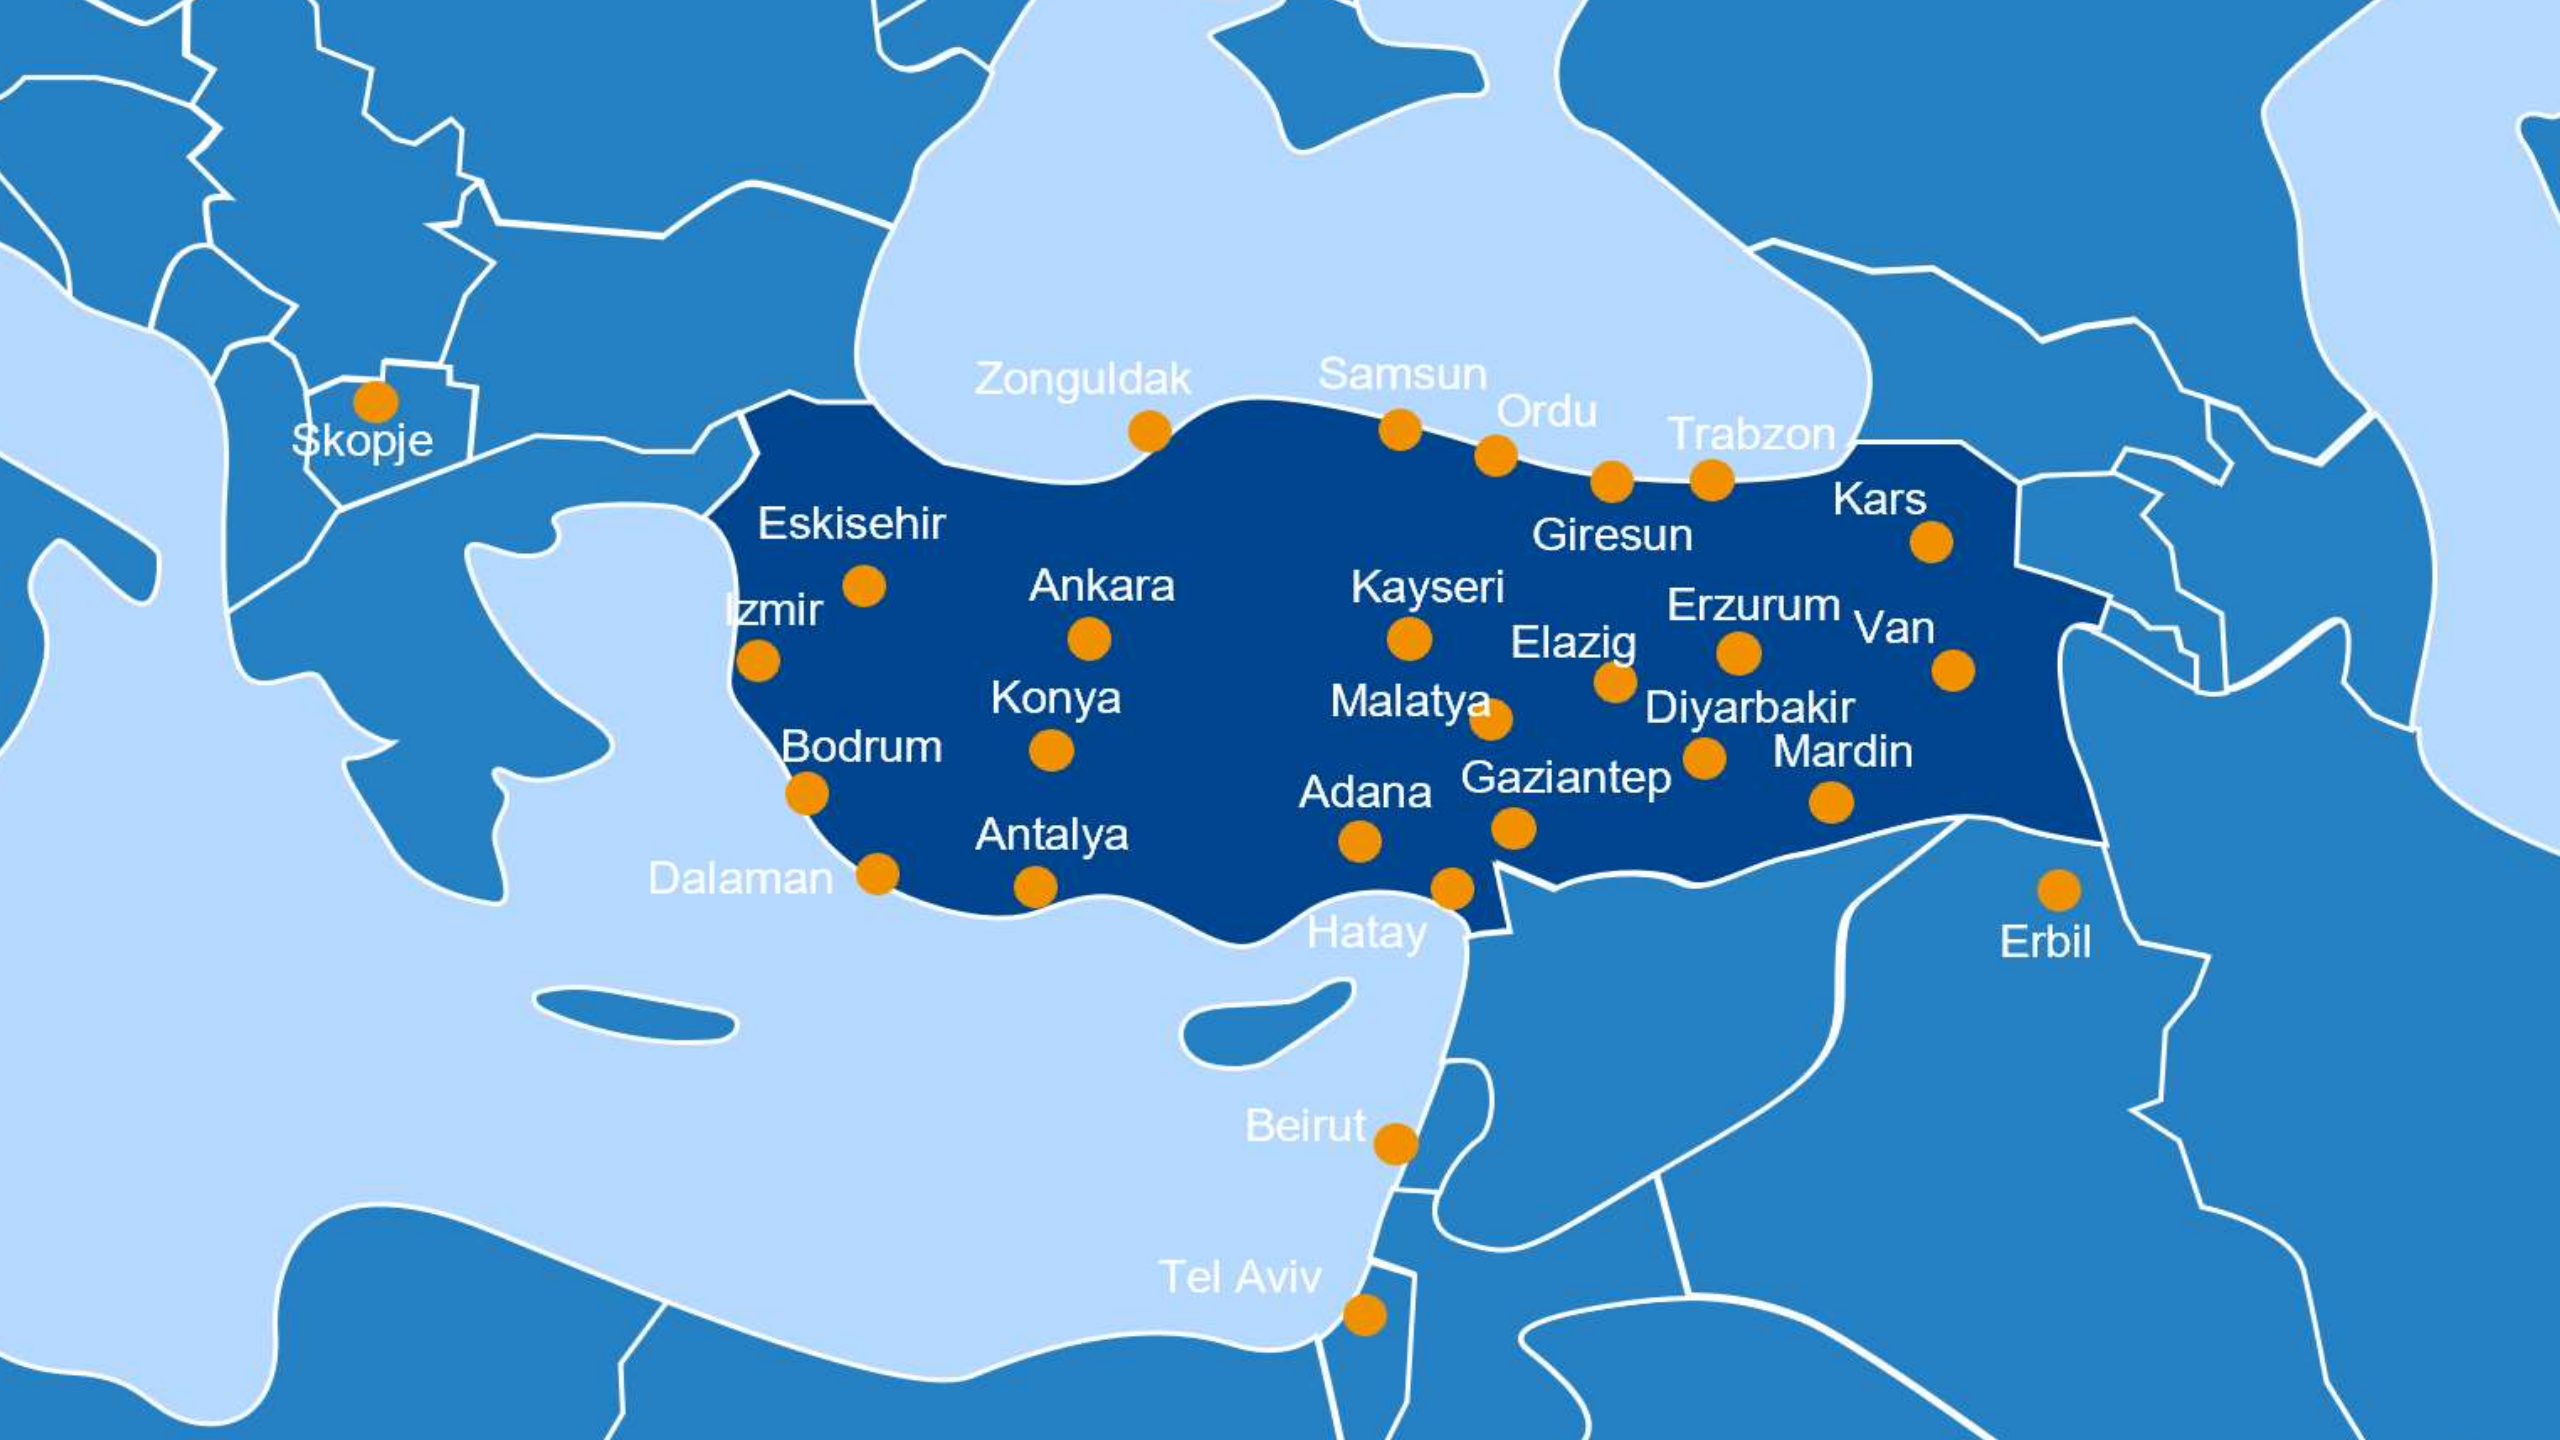 Zonguldak
Samsun
Ordu
Trabzon
Skopje
Kars
Eskisehir
Giresun
Izmir
Ankara
Kayseri
Erzurum
Van
Elazig
Konya
Malatya
Diyarbakir
Bodrum
Mardin
Adana
Gaziantep
Antalya
Dalaman
Hatay
Erbil
Beirut
Tel Aviv